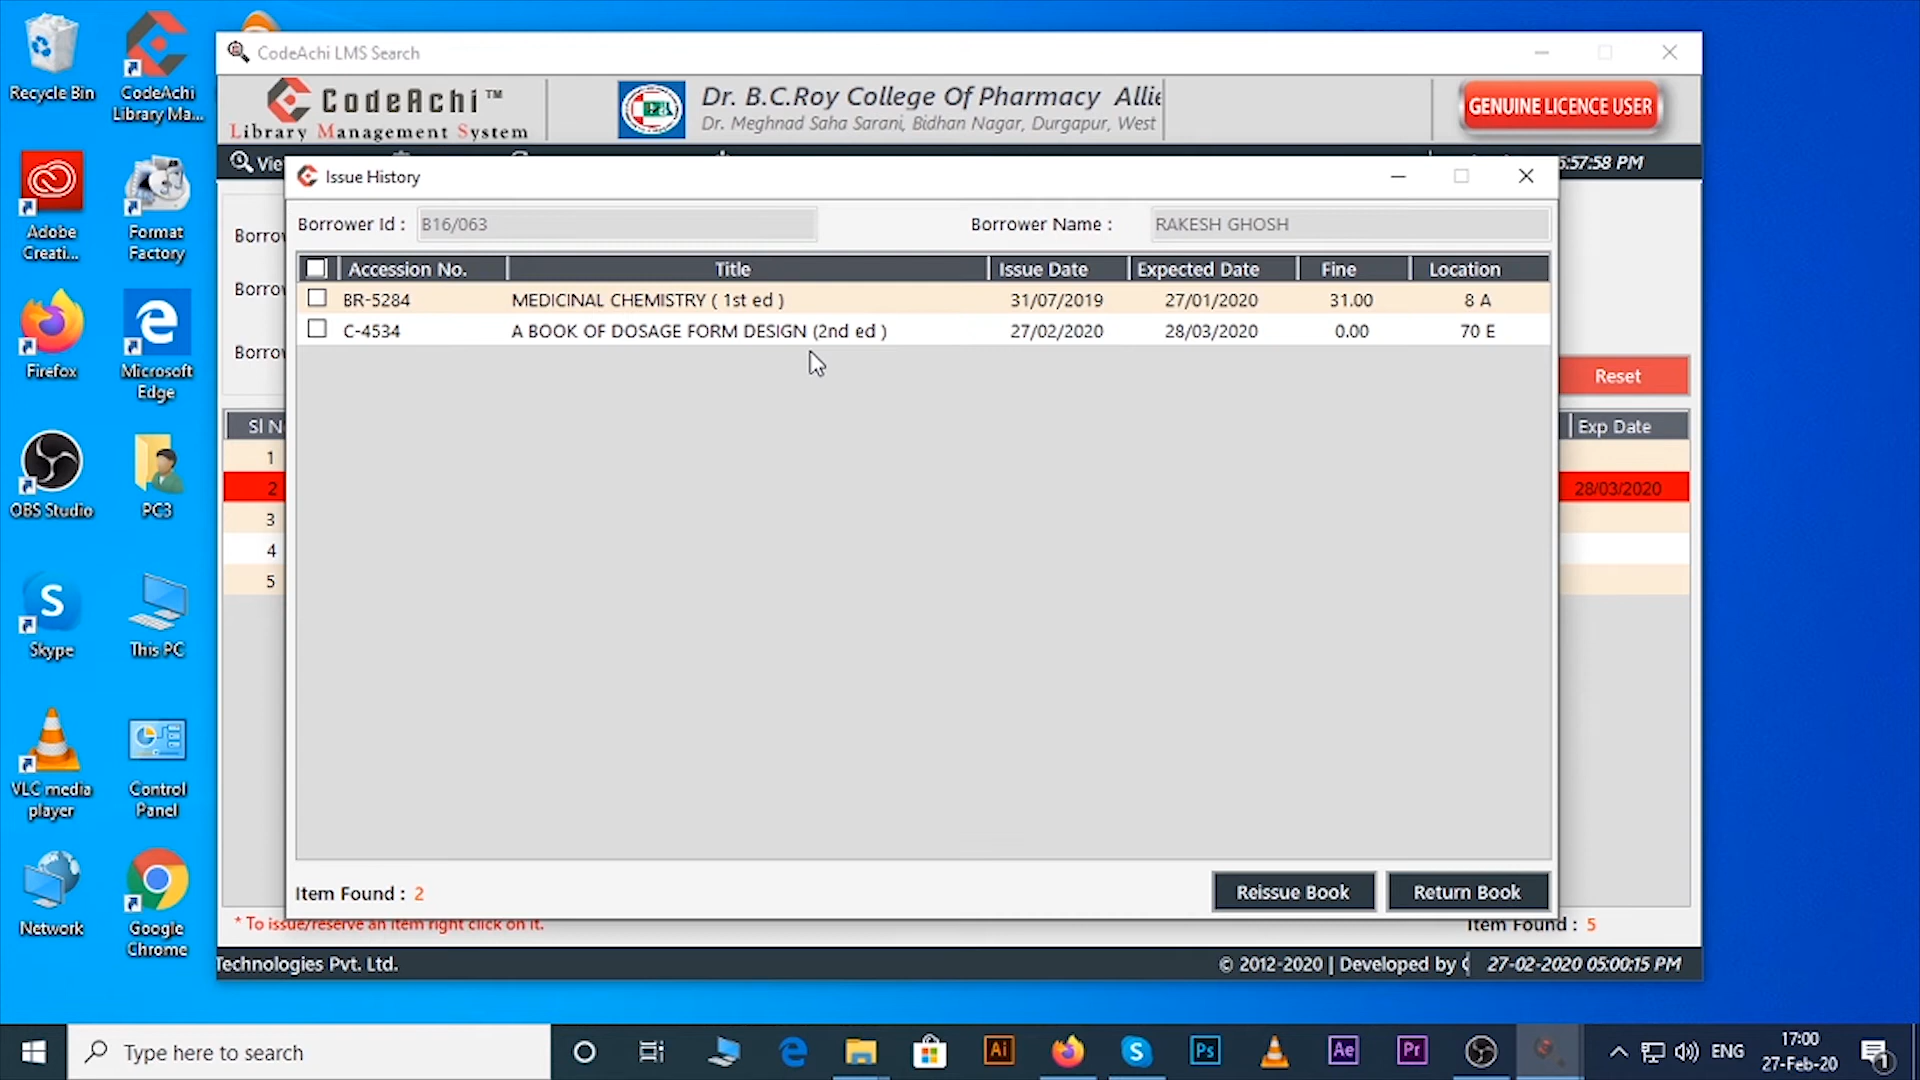 Recycle Bin
CodeAchi
Library Ma...
Adobe
Creati...
Format
Factory
Firefox
Microsoft
Edge
OBS Studio
PC3
Skype
This PC
VLC media
player
Control
Panel
Network
Google
Chrome
CodeAchi LMS Search
CodeAchi™
Library Management System
Dr. B.C.Roy College Of Pharmacy Allie
Dr. Meghnad Saha Sarani, Bidhan Nagar, Durgapur, West
GENUINE LICENCE USER
:57:58 PM
Issue History
Borrower Id : B16/063 Borrower Name : RAKESH GHOSH
Accession No. Title Issue Date Expected Date Fine Location
BR-5284 MEDICINAL CHEMISTRY ( 1st ed ) 31/07/2019 27/01/2020 31.00 8 A
C-4534 A BOOK OF DOSAGE FORM DESIGN (2nd ed ) 27/02/2020 28/03/2020 0.00 70 E
Reset
Exp Date
1
2 28/03/2020
3
4
5
Item Found : 2 Reissue Book Return Book
* To issue/reserve an item right click on it. Item Found : 5
Technologies Pvt. Ltd. © 2012-2020 | Developed by 27-02-2020 05:00:15 PM
Type here to search
Ai
Ps
Ae
Pr
ENG
17:00
27-Feb-20
1